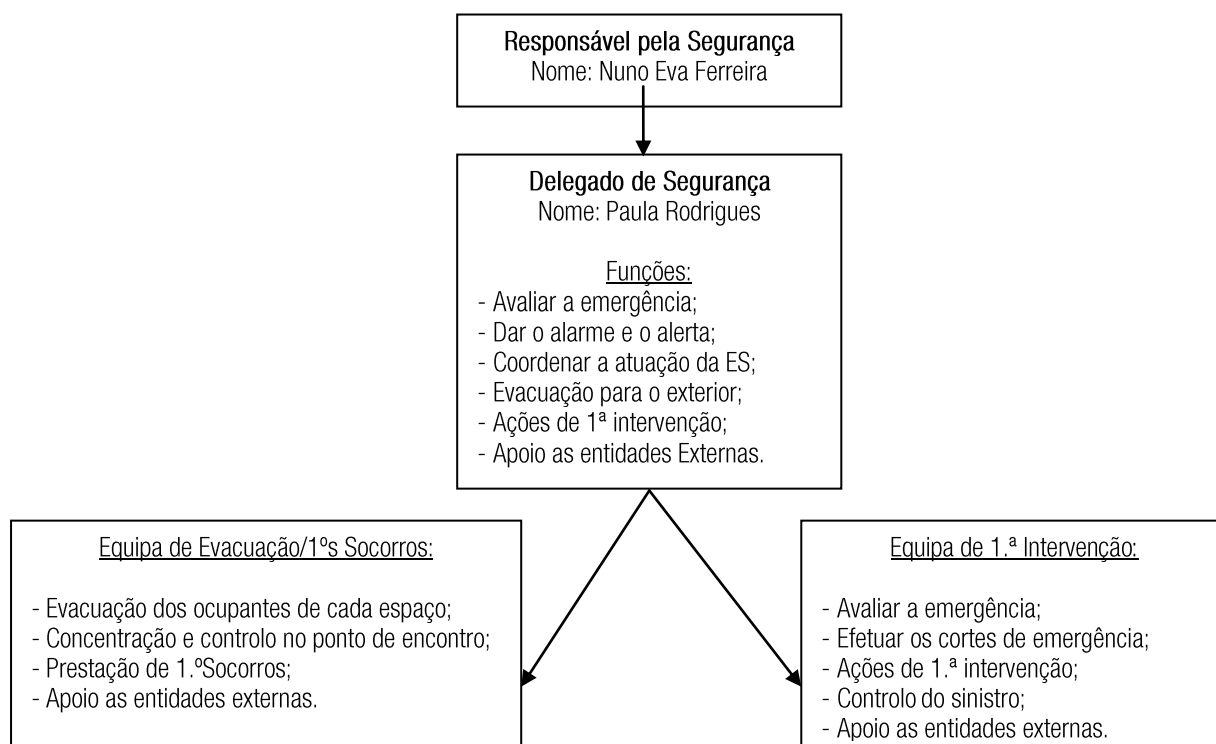 Responsável pela Segurança
Nome: Nuno Eva Ferreira
Delegado de Segurança
Nome: Paula Rodrigues
Funções:
- Avaliar a emergência;
- Dar o alarme e o alerta;
- Coordenar a atuação da ES;
- Evacuação para o exterior;
- Ações de 1ª intervenção;
- Apoio as entidades Externas.
Equipa de Evacuação/1ºs Socorros:
- Evacuação dos ocupantes de cada espaço;
- Concentração e controlo no ponto de encontro;
- Prestação de 1.ºSocorros;
- Apoio as entidades externas.
Equipa de 1.ª Intervenção:
- Avaliar a emergência;
- Efetuar os cortes de emergência;
- Ações de 1.ª intervenção;
- Controlo do sinistro;
- Apoio as entidades externas.